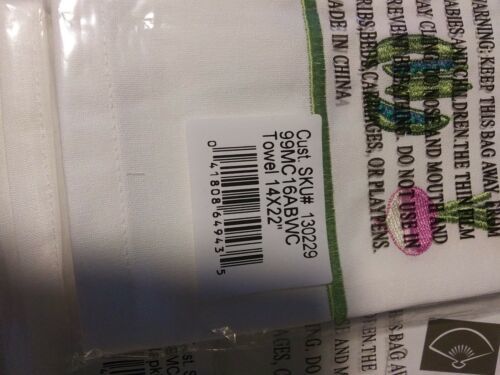 WARNING: KEEP THIS BAG AWAY FROM
BABIES AND CHILDREN. THE THIN FILM
MAY CLING TO NOSE AND MOUTH AND
PREVENT BREATHING. DO NOT USE IN
CRIBS, BEDS, CARRIAGES, OR PLAYPENS.
MADE IN CHINA
Cust. SKU# 130229
99MC16ABWC
Towel 14X22"
0 41808 64943 5